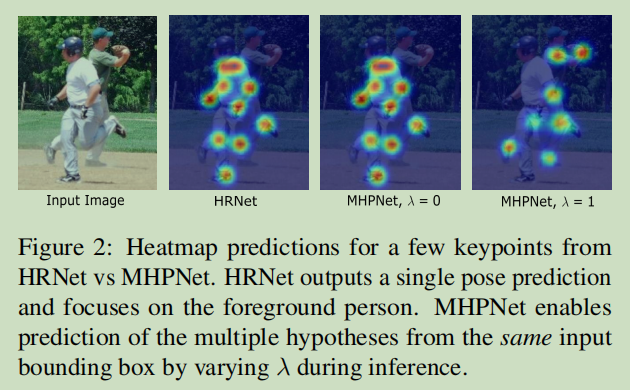 Input Image
HRNet
MHPNet, λ = 0
MHPNet, λ = 1
Figure 2: Heatmap predictions for a few keypoints from
HRNet vs MHPNet. HRNet outputs a single pose prediction
and focuses on the foreground person. MHPNet enables
prediction of the multiple hypotheses from the same input
bounding box by varying λ during inference.